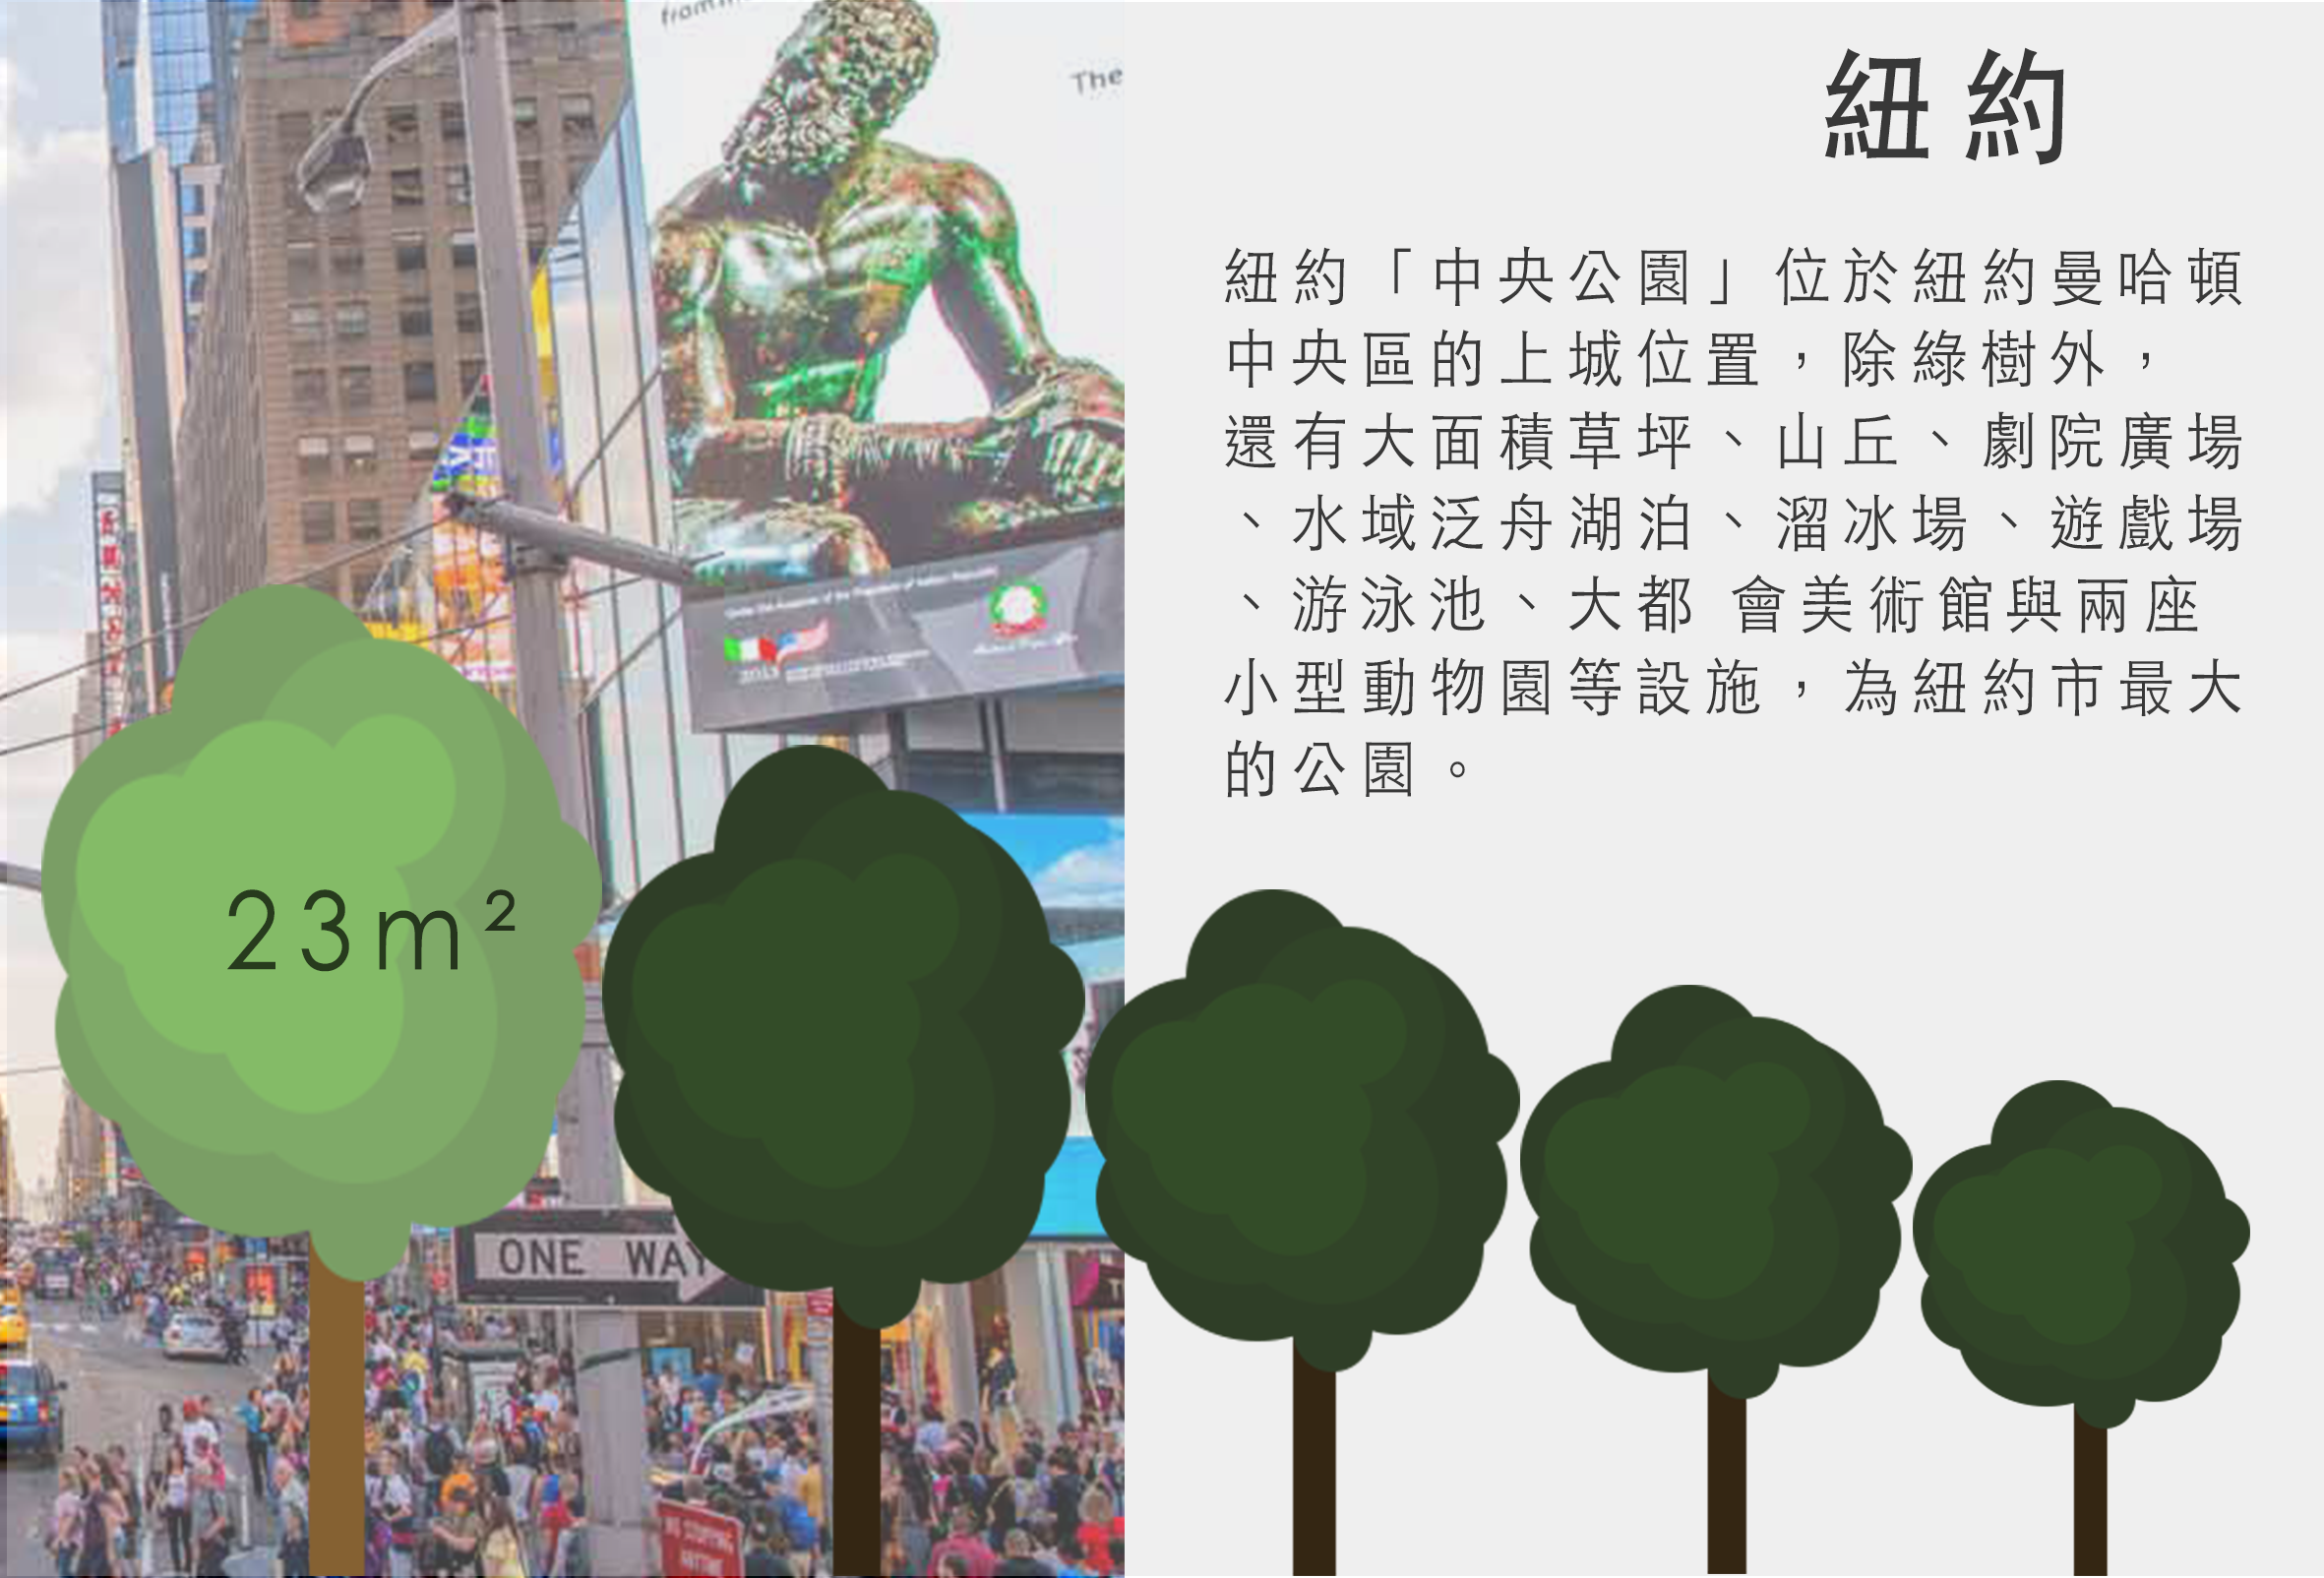 from
The
紐約
紐約「中央公園」位於紐約曼哈頓
中央區的上城位置，除綠樹外，
還有大面積草坪、山丘、劇院廣場
、水域泛舟湖泊、溜冰場、遊戲場
、游泳池、大都 會美術館與兩座
小型動物園等設施，為紐約市最大
的公園。
2013
23m²
ONE WAY